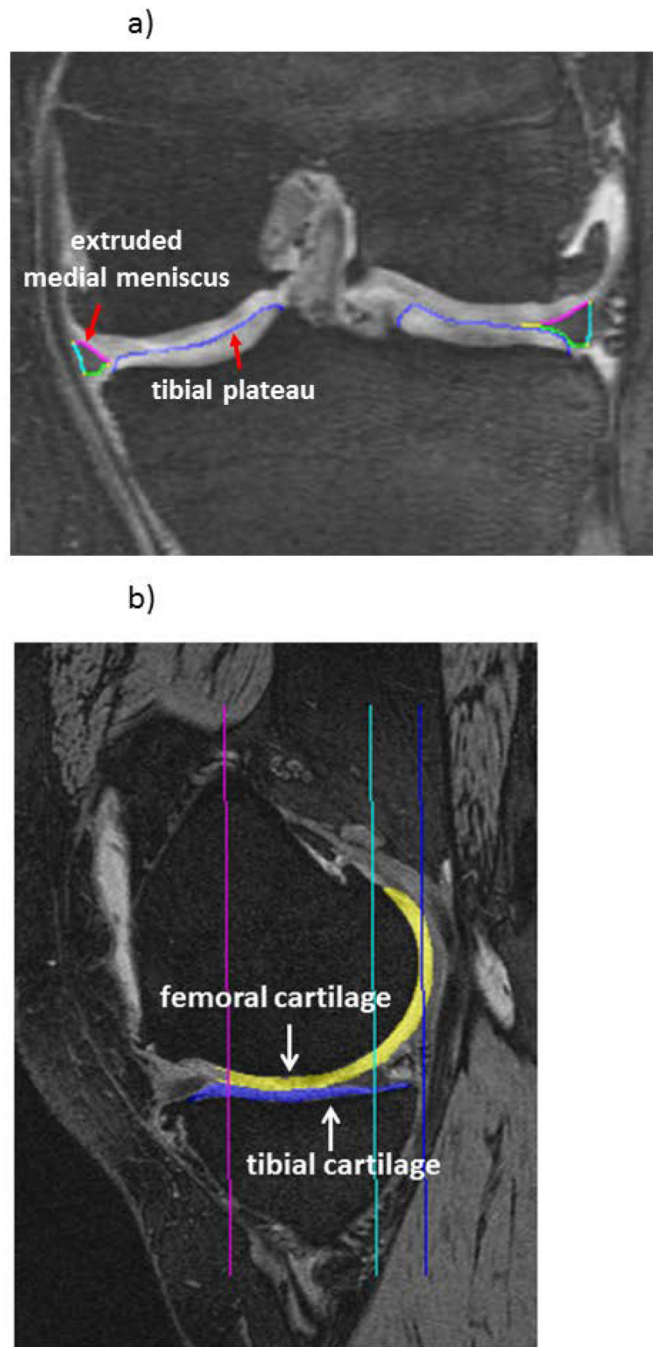 a)
extruded
medial meniscus
tibial plateau
b)
femoral cartilage
tibial cartilage